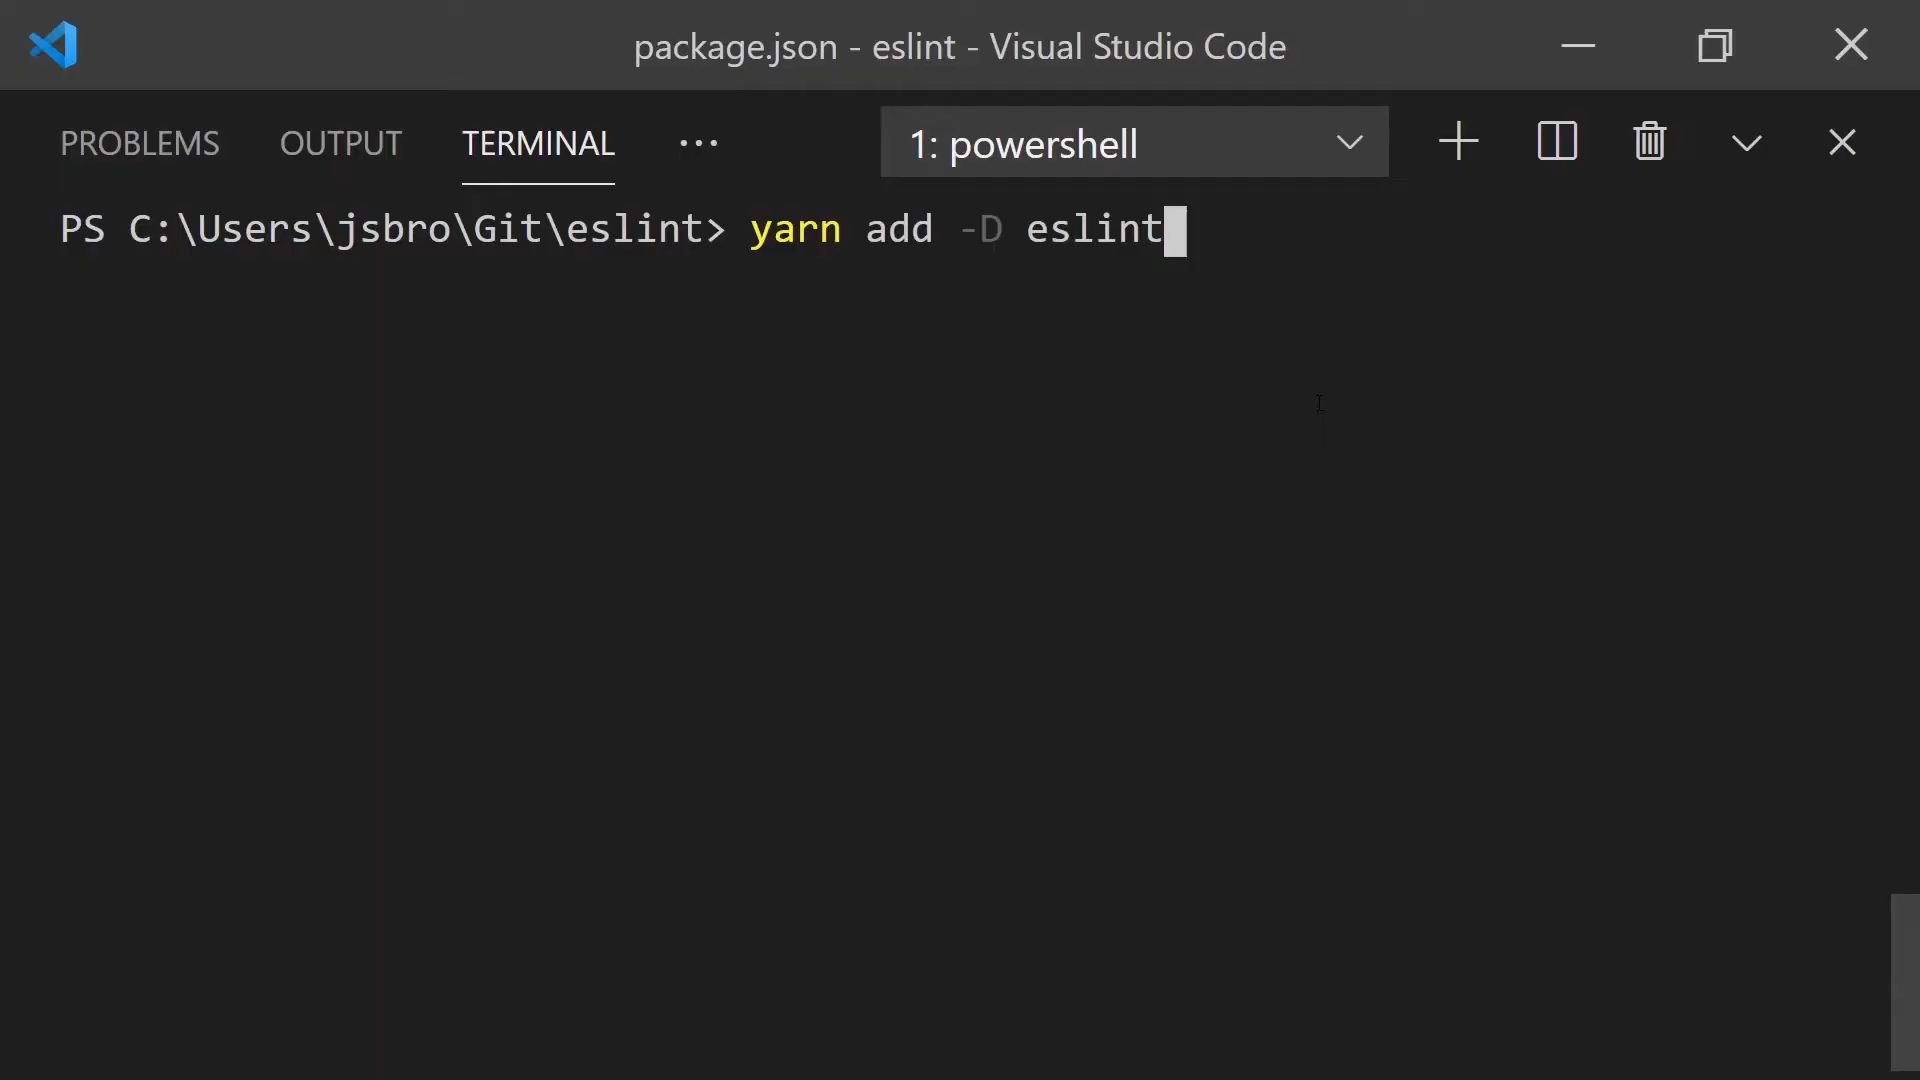 package.json - eslint - Visual Studio Code
PROBLEMS OUTPUT TERMINAL ··· 1: powershell
PS C:\Users\jsbro\Git\eslint> yarn add -D eslint